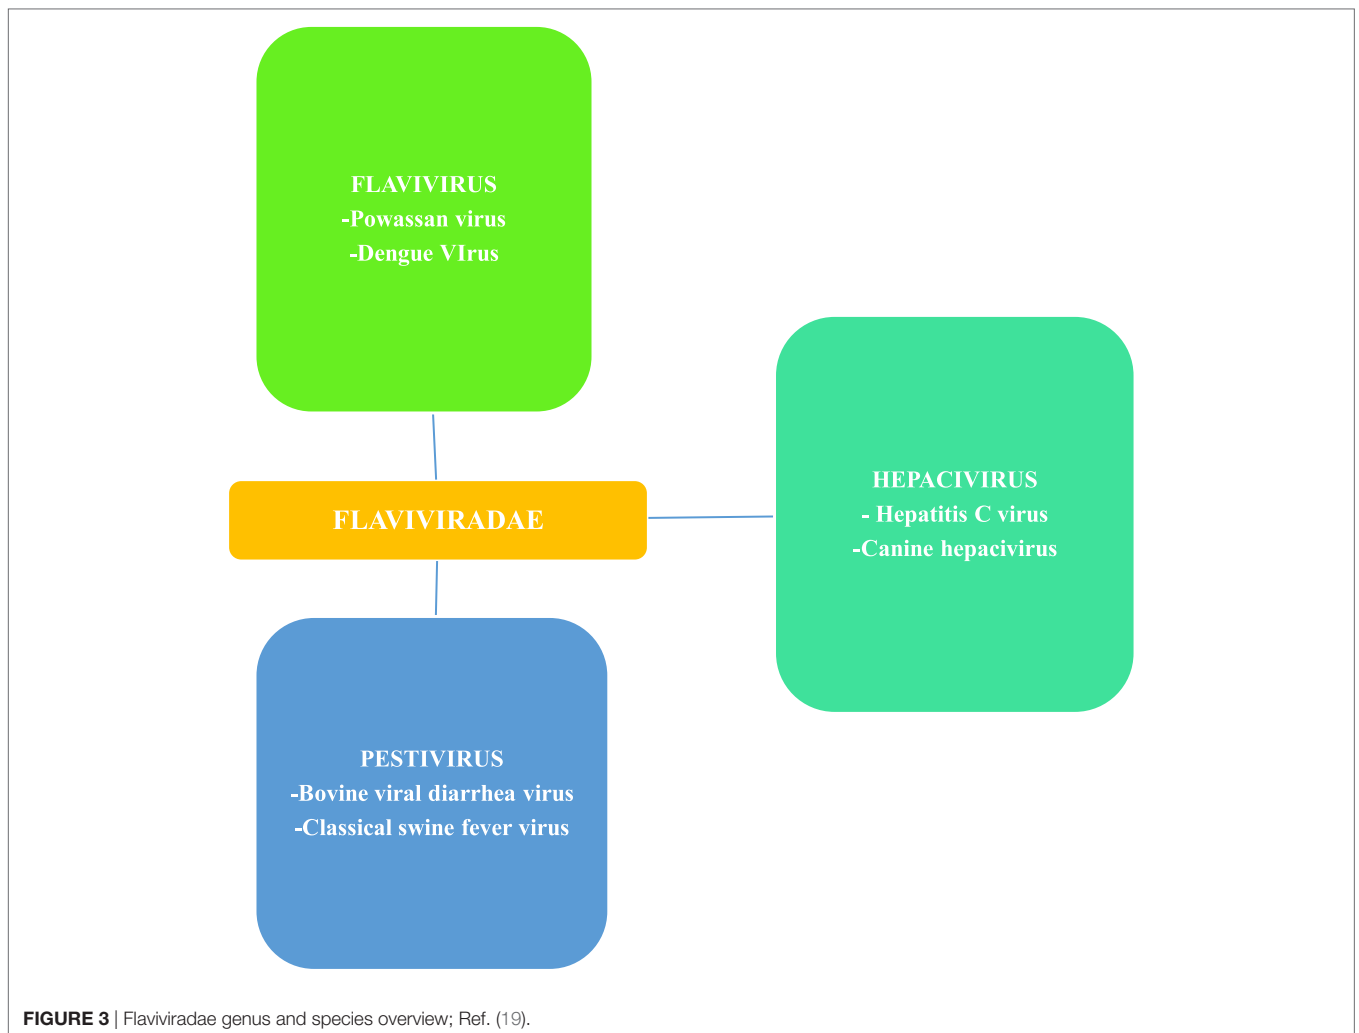 FLAVIVIRUS
-Powassan virus
-Dengue VIrus
HEPACIVIRUS
- Hepatitis C virus
-Canine hepacivirus
FLAVIVIRADAE
PESTIVIRUS
-Bovine viral diarrhea virus
-Classical swine fever virus
FIGURE 3 | Flaviviradae genus and species overview; Ref. (19).